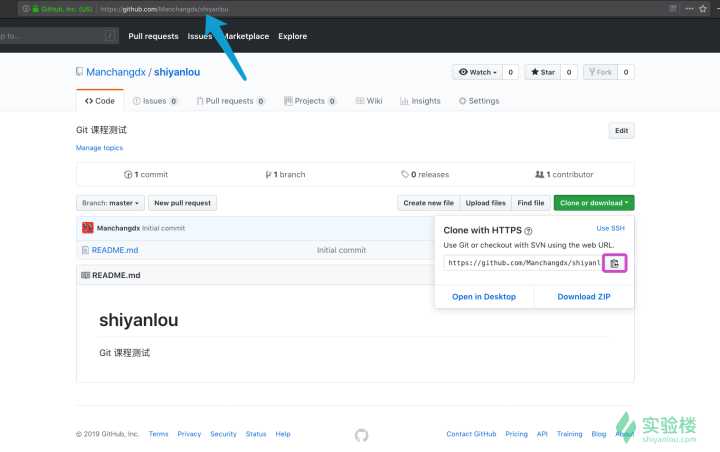 GitHub, Inc. (US) https://github.com/Manchangdx/shiyanlou
p to... / Pull requests Issues Marketplace Explore
Manchangdx / shiyanlou Watch 0 Star 0 Fork 0
Code Issues 0 Pull requests 0 Projects 0 Wiki Insights Settings
Git 课程测试 Edit
Manage topics
1 commit 1 branch 0 releases 1 contributor
Branch: master New pull request Create new file Upload files Find file Clone or download
Manchangdx Initial commit
README.md Initial commit
README.md
Clone with HTTPS Use SSH
Use Git or checkout with SVN using the web URL.
https://github.com/Manchangdx/shiyanl
Open in Desktop Download ZIP
shiyanlou
Git 课程测试
© 2019 GitHub, Inc. Terms Privacy Security Status Help Contact GitHub Pricing API Training Blog About
实验楼
shiyanlou.com